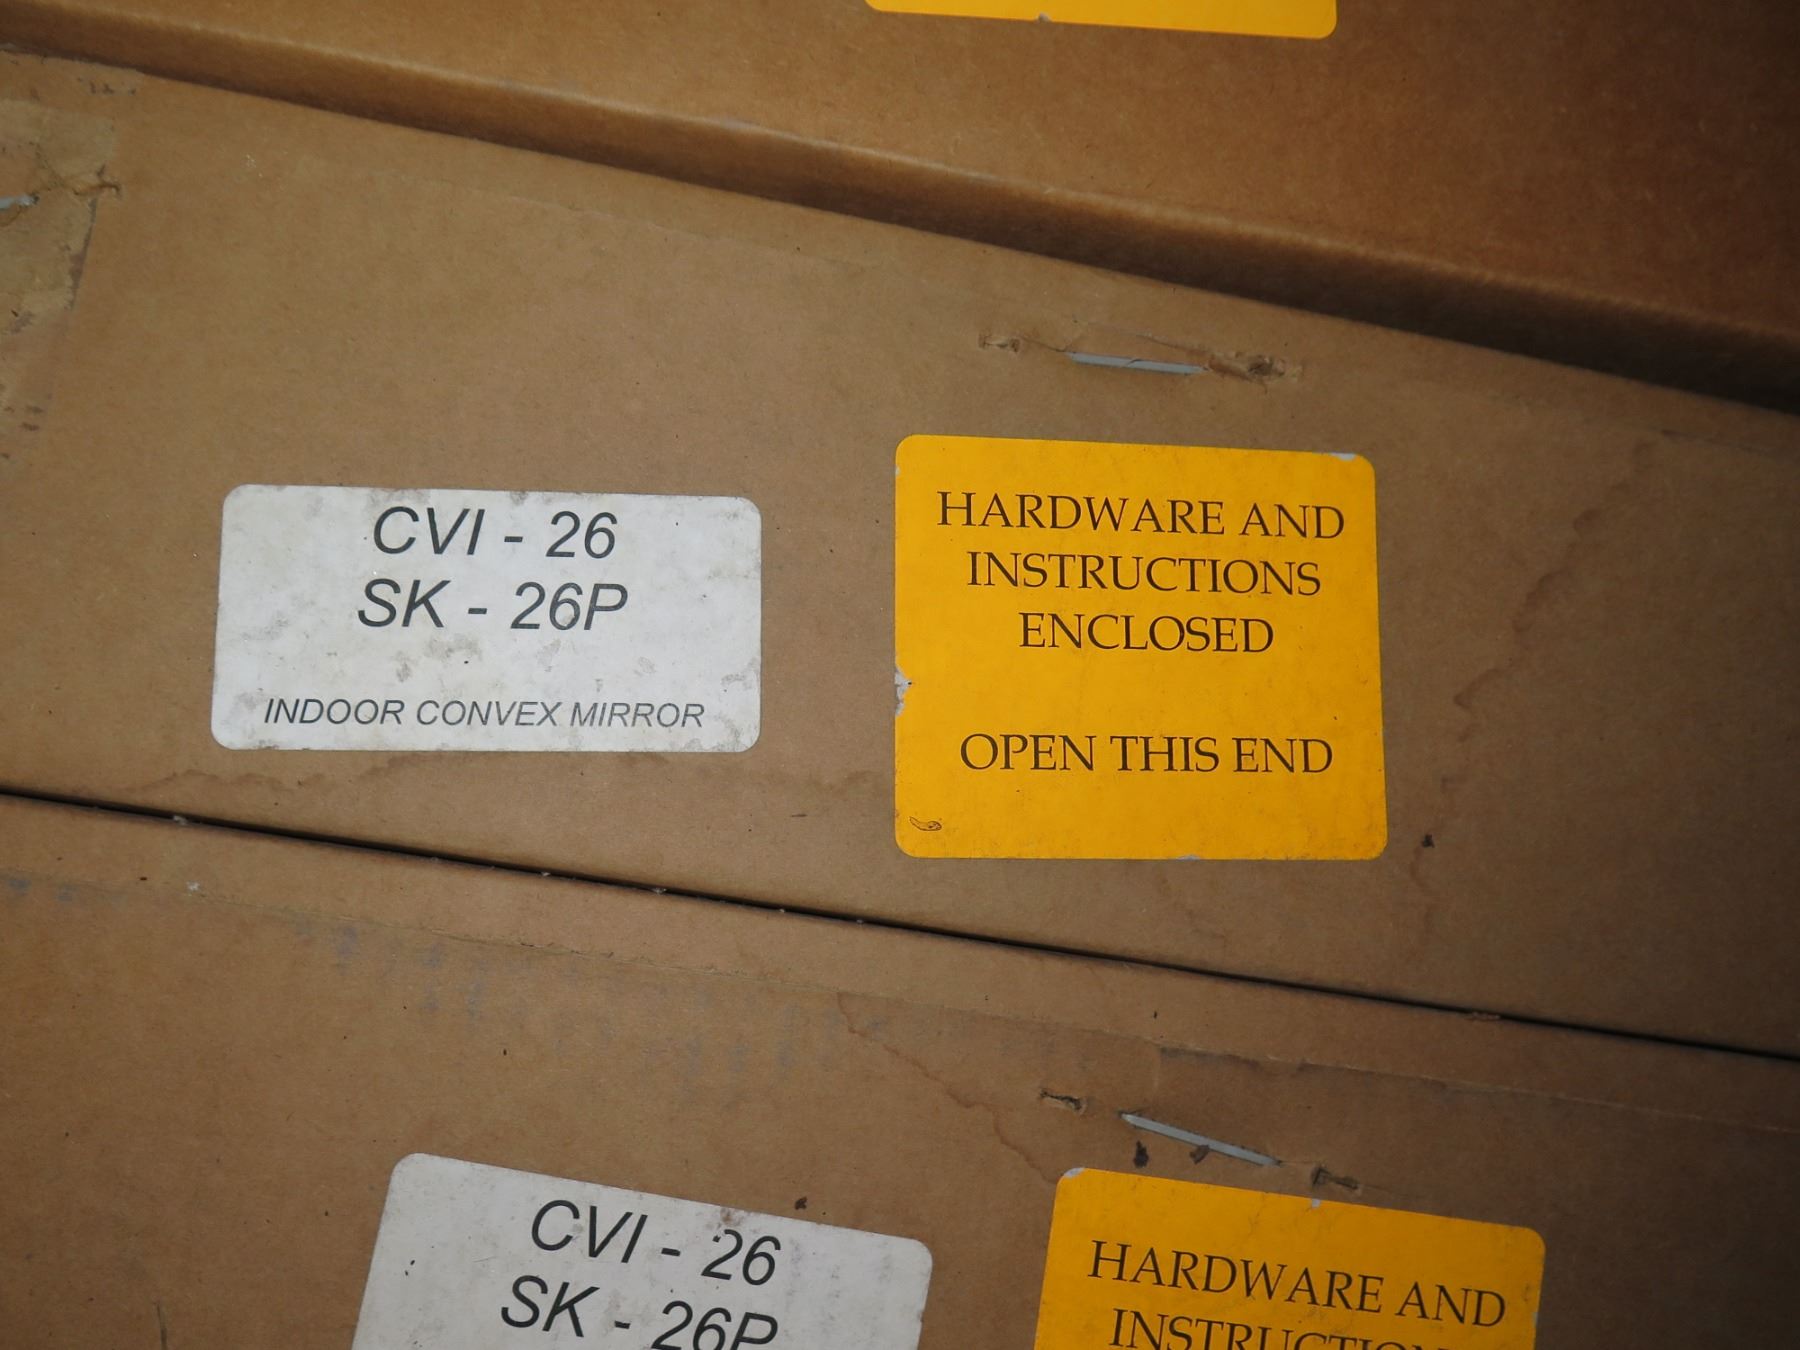 CVI - 26
SK - 26P
INDOOR CONVEX MIRROR
HARDWARE AND
INSTRUCTIONS
ENCLOSED
OPEN THIS END
CVI - 26
SK - 26P
HARDWARE AND